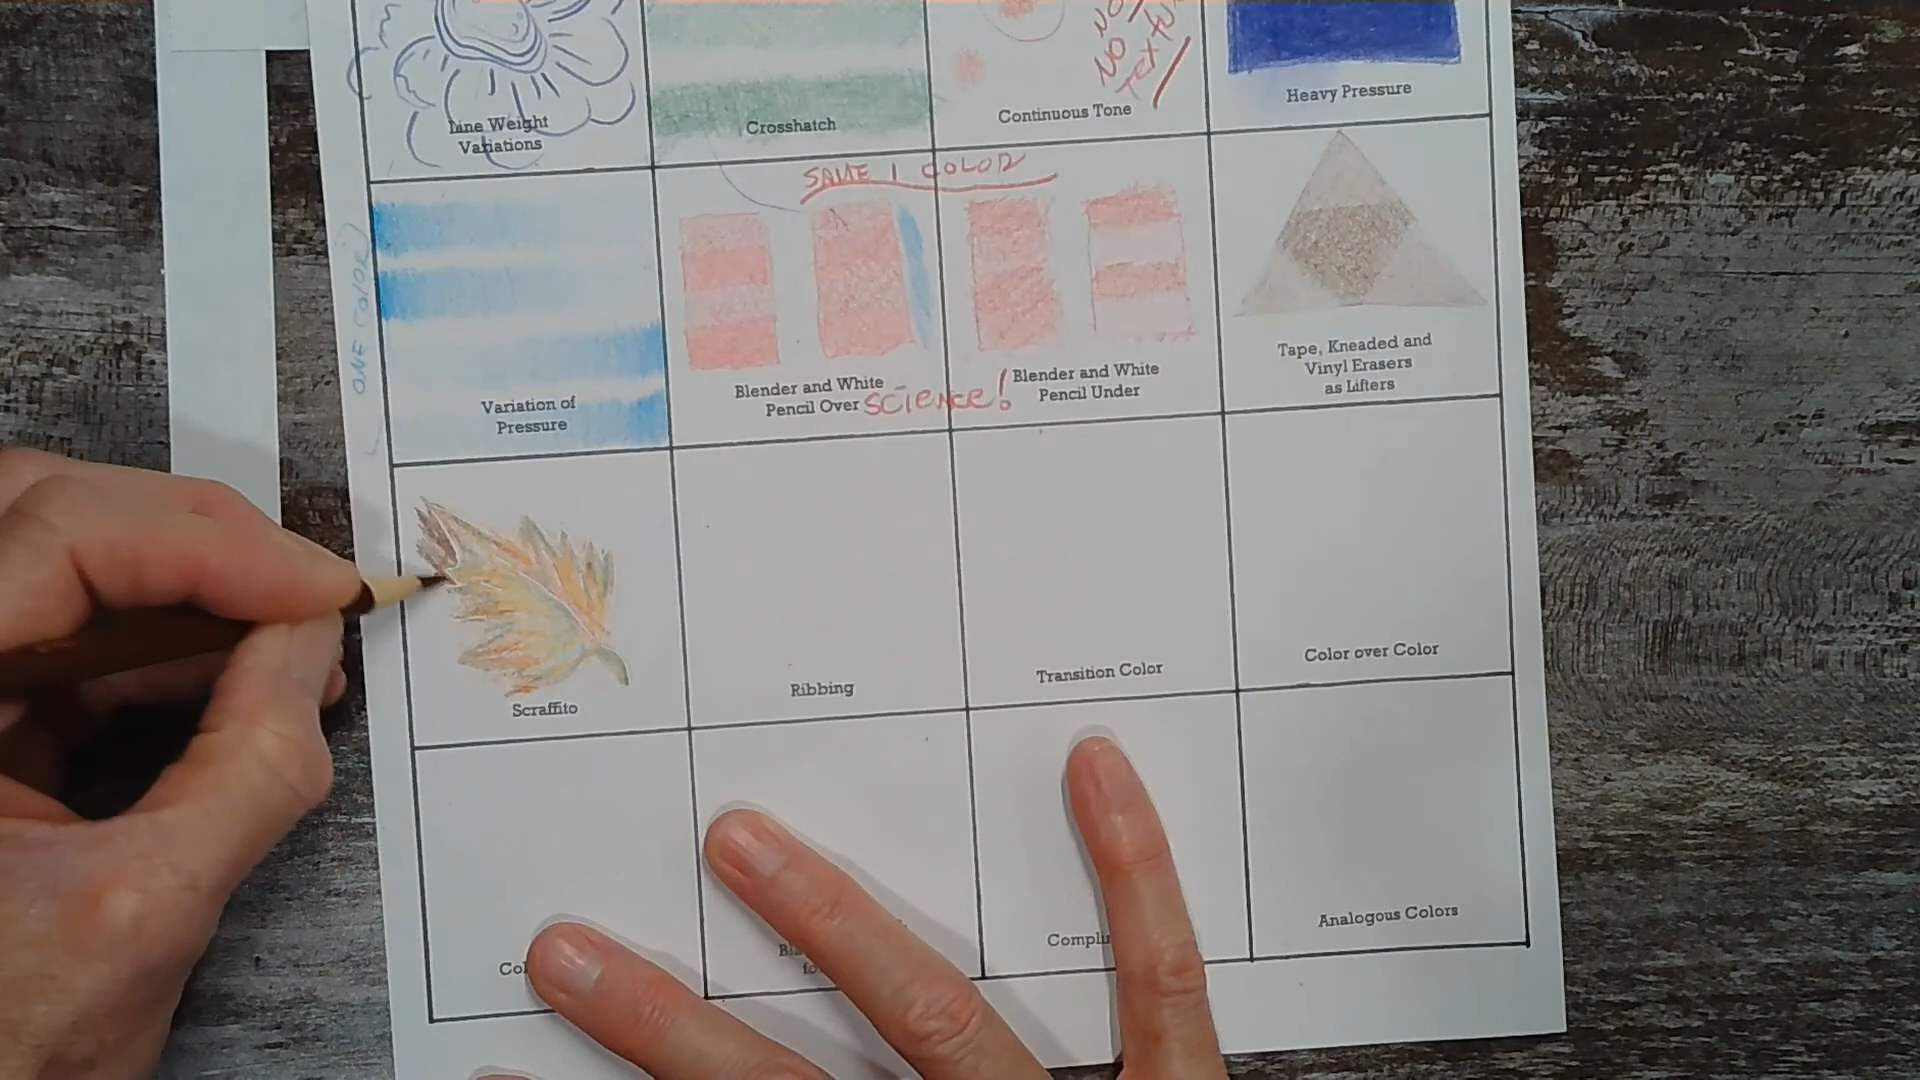 NO
NO
TEXTU
Line Weight
Variations
Crosshatch
Continuous Tone
Heavy Pressure
ONE COLOR
SAME 1 COLOR
Variation of
Pressure
Blender and White
Pencil Over
SCIENCE!
Blender and White
Pencil Under
Tape, Kneaded and
Vinyl Erasers
as Lifters
Scraffito
Ribbing
Transition Color
Color over Color
Analogous Colors